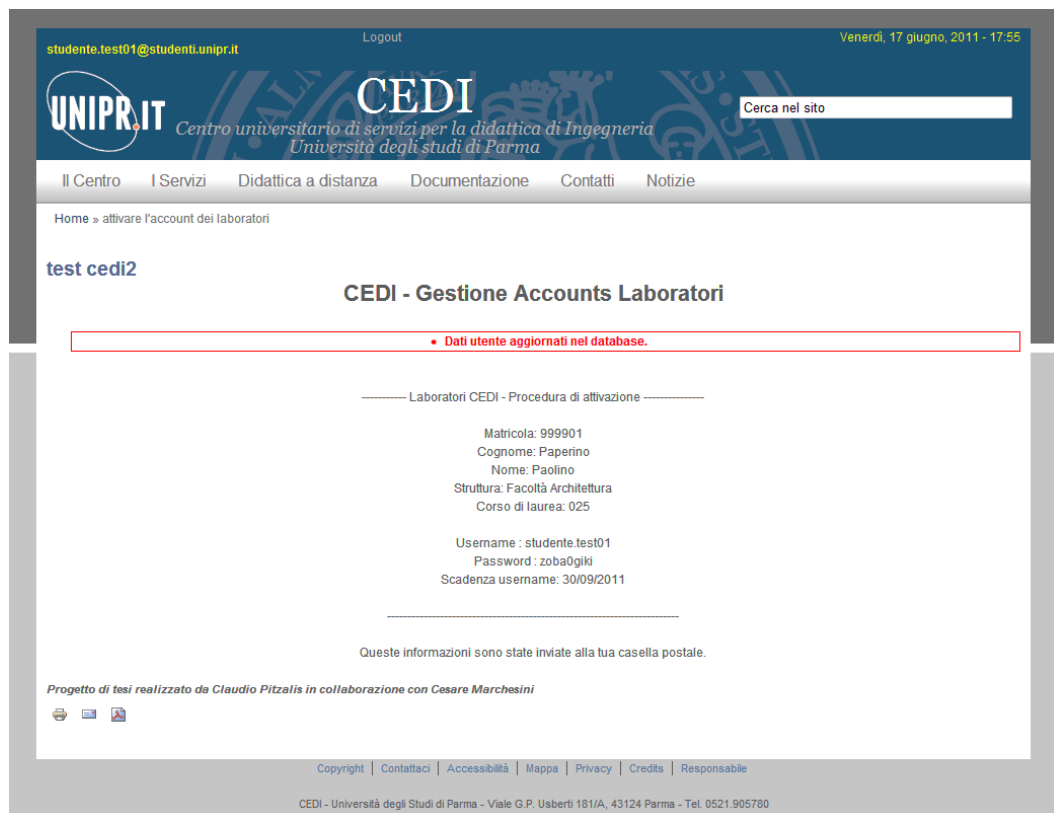 studente.test01@studenti.unipr.it
Logout
Venerdì, 17 giugno, 2011 - 17:55
UNIPR.IT
CEDI
Centro universitario di servizi per la didattica di Ingegneria
Università degli studi di Parma
Cerca nel sito
Il Centro I Servizi Didattica a distanza Documentazione Contatti Notizie
Home » attivare l'account dei laboratori
test cedi2
CEDI - Gestione Accounts Laboratori
• Dati utente aggiornati nel database.
----------- Laboratori CEDI - Procedura di attivazione ---------------
Matricola: 999901
Cognome: Paperino
Nome: Paolino
Struttura: Facoltà Architettura
Corso di laurea: 025
Username : studente.test01
Password : zoba0giki
Scadenza username: 30/09/2011
------------------------------------------------------------------------
Queste informazioni sono state inviate alla tua casella postale.
Progetto di tesi realizzato da Claudio Pitzalis in collaborazione con Cesare Marchesini
Copyright | Contattaci | Accessibilità | Mappa | Privacy | Credits | Responsabile
CEDI - Università degli Studi di Parma - Viale G.P. Usberti 181/A, 43124 Parma - Tel. 0521.905780